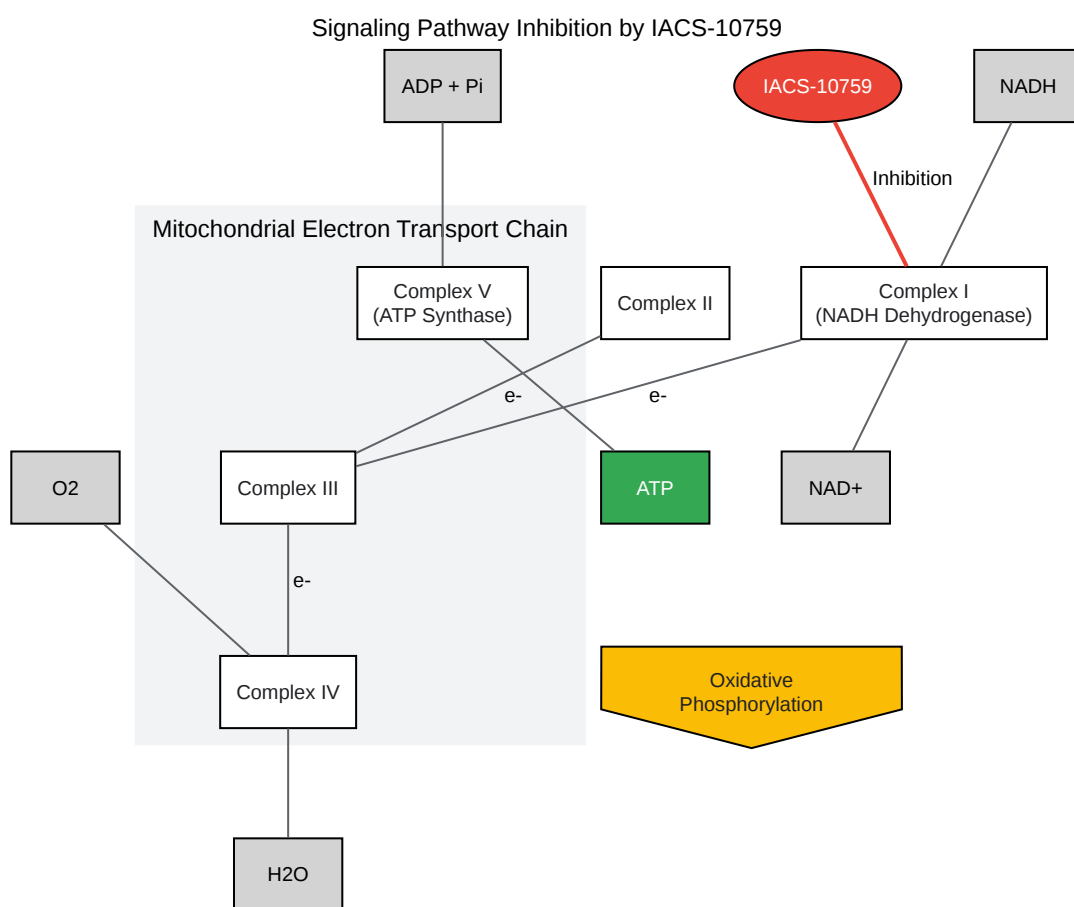 Signaling Pathway Inhibition by IACS-10759
ADP + Pi
IACS-10759
NADH
Inhibition
Mitochondrial Electron Transport Chain
Complex V
(ATP Synthase)
Complex II
Complex I
(NADH Dehydrogenase)
e-
e-
O2
Complex III
ATP
NAD+
e-
Complex IV
Oxidative
Phosphorylation
H2O